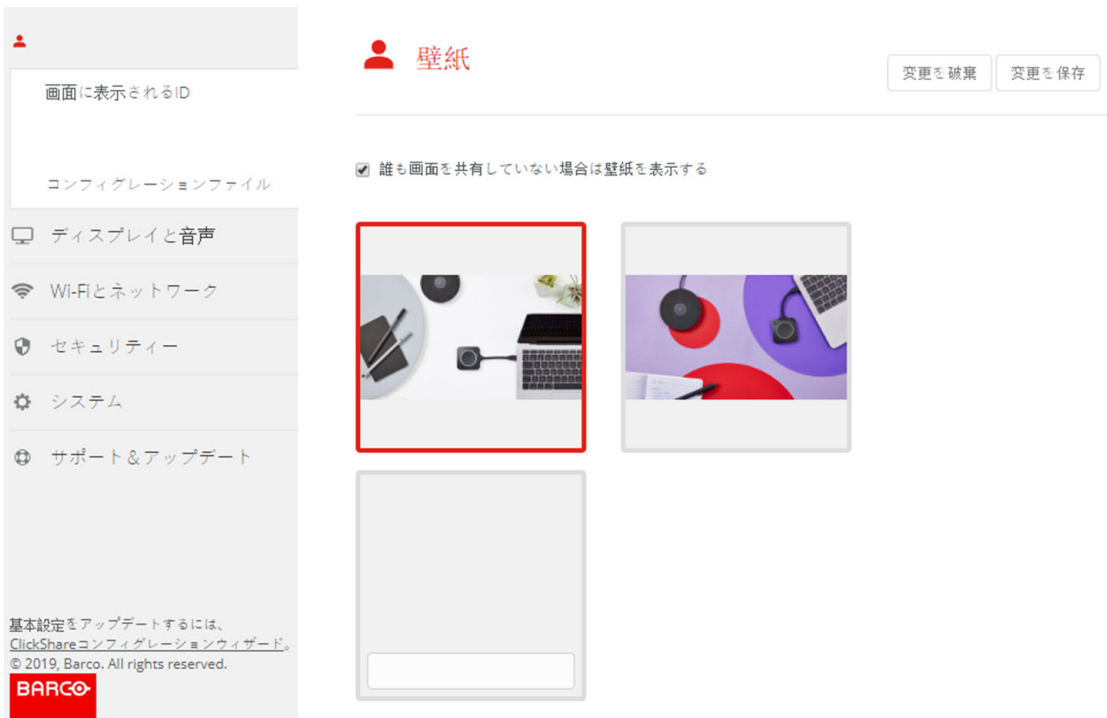 画面に表示されるID
コンフィグレーションファイル
ディスプレイと音声
Wi-Fiとネットワーク
セキュリティー
システム
サポート＆アップデート
基本設定をアップデートするには、
ClickShareコンフィグレーションウィザード。
© 2019, Barco. All rights reserved.
BARCO
壁紙
変更を破棄
変更を保存
誰も画面を共有していない場合は壁紙を表示する